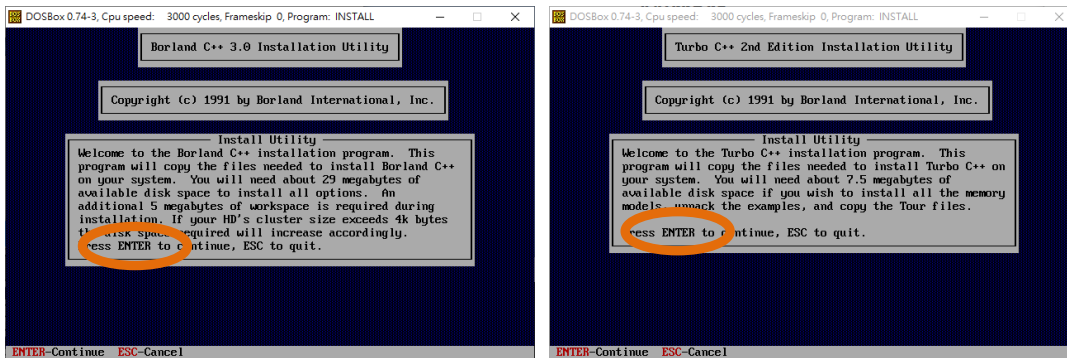 DOSBox 0.74-3, Cpu speed: 3000 cycles, Frameskip 0, Program: INSTALL
Borland C++ 3.0 Installation Utility
Copyright (c) 1991 by Borland International, Inc.
Install Utility
Welcome to the Borland C++ installation program. This
program will copy the files needed to install Borland C++
on your system. You will need about 29 megabytes of
available disk space to install all options. An
additional 5 megabytes of workspace is required during
installation. If your HD's cluster size exceeds 4k bytes
the disk space required will increase accordingly.
Press ENTER to continue, ESC to quit.
ENTER-Continue ESC-Cancel
DOSBox 0.74-3, Cpu speed: 3000 cycles, Frameskip 0, Program: INSTALL
Turbo C++ 2nd Edition Installation Utility
Copyright (c) 1991 by Borland International, Inc.
Install Utility
Welcome to the Turbo C++ installation program. This
program will copy the files needed to install Turbo C++ on
your system. You will need about 7.5 megabytes of
available disk space if you wish to install all the memory
models, unpack the examples, and copy the Tour files.
Press ENTER to continue, ESC to quit.
ENTER-Continue ESC-Cancel